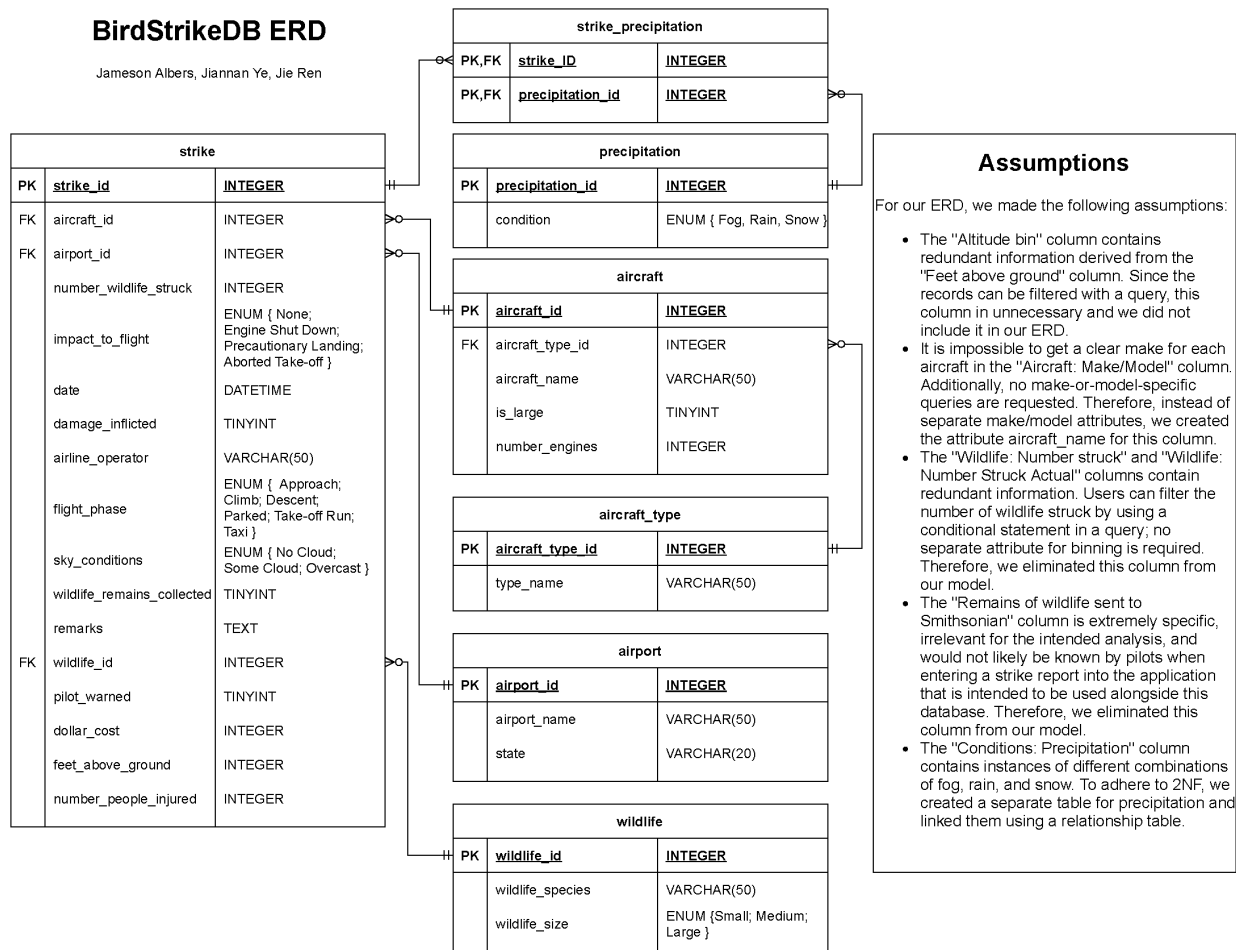 BirdStrikeDB ERD
Jameson Albers, Jiannan Ye, Jie Ren
strike
PK strike_id INTEGER
FK aircraft_id INTEGER
FK airport_id INTEGER
number_wildlife_struck INTEGER
impact_to_flight ENUM { None;
Engine Shut Down;
Precautionary Landing;
Aborted Take-off }
date DATETIME
damage_inflicted TINYINT
airline_operator VARCHAR(50)
flight_phase ENUM { Approach;
Climb; Descent;
Parked; Take-off Run;
Taxi }
sky_conditions ENUM { No Cloud;
Some Cloud; Overcast }
wildlife_remains_collected TINYINT
remarks TEXT
FK wildlife_id INTEGER
pilot_warned TINYINT
dollar_cost INTEGER
feet_above_ground INTEGER
number_people_injured INTEGER
strike_precipitation
PK,FK strike_ID INTEGER
PK,FK precipitation_id INTEGER
precipitation
PK precipitation_id INTEGER
condition ENUM { Fog, Rain, Snow }
aircraft
PK aircraft_id INTEGER
FK aircraft_type_id INTEGER
aircraft_name VARCHAR(50)
is_large TINYINT
number_engines INTEGER
aircraft_type
PK aircraft_type_id INTEGER
type_name VARCHAR(50)
airport
PK airport_id INTEGER
airport_name VARCHAR(50)
state VARCHAR(20)
wildlife
PK wildlife_id INTEGER
wildlife_species VARCHAR(50)
wildlife_size ENUM {Small; Medium;
Large }
Assumptions
For our ERD, we made the following assumptions:
• The "Altitude bin" column contains
redundant information derived from the
"Feet above ground" column. Since the
records can be filtered with a query, this
column in unnecessary and we did not
include it in our ERD.
• It is impossible to get a clear make for each
aircraft in the "Aircraft: Make/Model" column.
Additionally, no make-or-model-specific
queries are requested. Therefore, instead of
separate make/model attributes, we created
the attribute aircraft_name for this column.
• The "Wildlife: Number struck" and "Wildlife:
Number Struck Actual" columns contain
redundant information. Users can filter the
number of wildlife struck by using a
conditional statement in a query; no
separate attribute for binning is required.
Therefore, we eliminated this column from
our model.
• The "Remains of wildlife sent to
Smithsonian" column is extremely specific,
irrelevant for the intended analysis, and
would not likely be known by pilots when
entering a strike report into the application
that is intended to be used alongside this
database. Therefore, we eliminated this
column from our model.
• The "Conditions: Precipitation" column
contains instances of different combinations
of fog, rain, and snow. To adhere to 2NF, we
created a separate table for precipitation and
linked them using a relationship table.